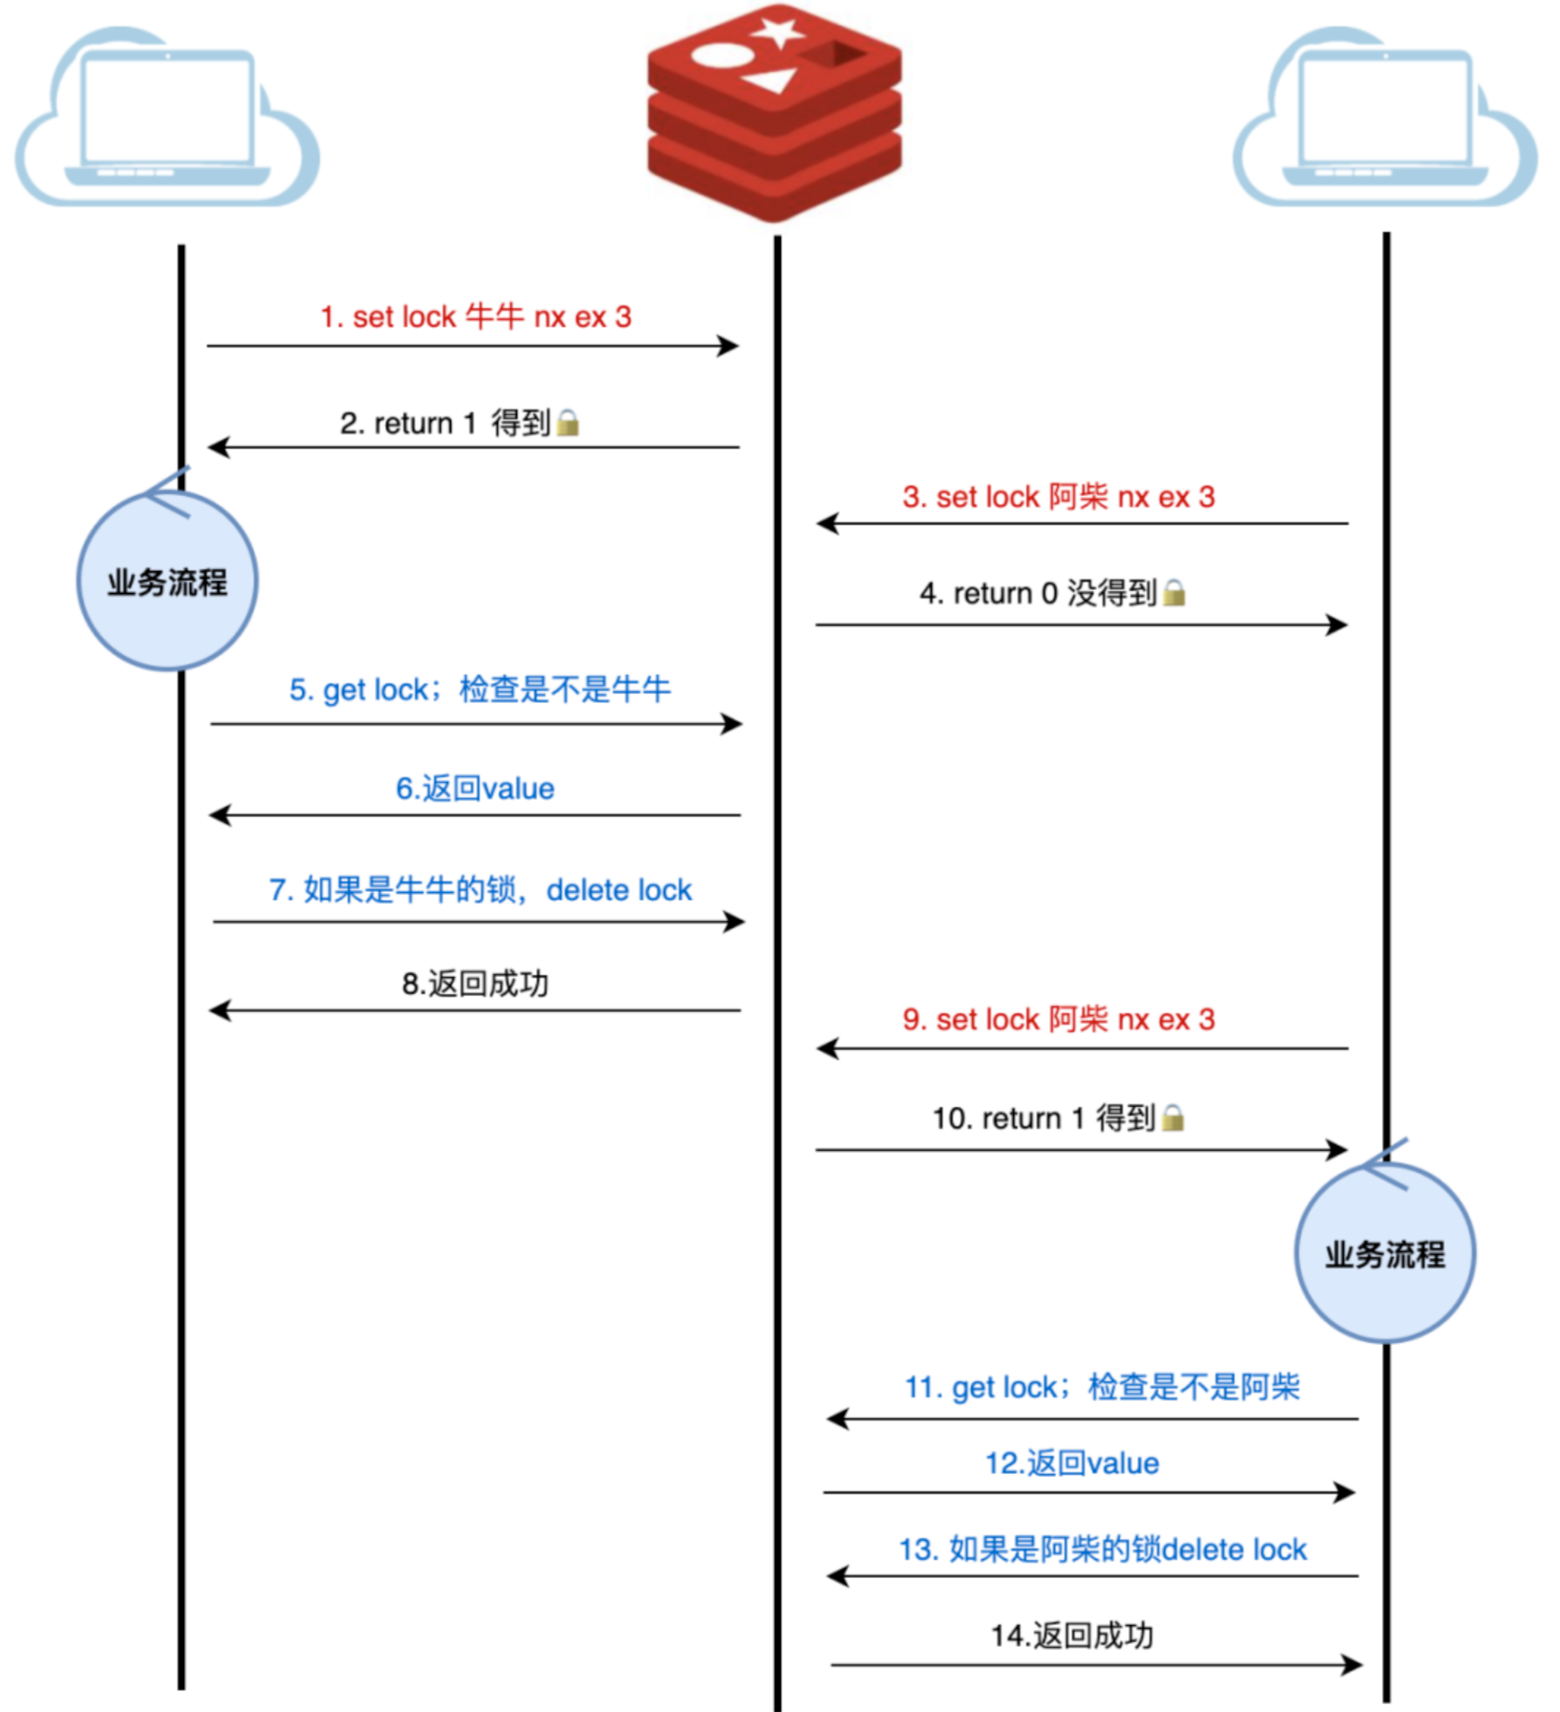 1. set lock 牛牛 nx ex 3
2. return 1 得到🔒
业务流程
3. set lock 阿柴 nx ex 3
4. return 0 没得到🔒
5. get lock；检查是不是牛牛
6.返回value
7. 如果是牛牛的锁，delete lock
8.返回成功
9. set lock 阿柴 nx ex 3
10. return 1 得到🔒
业务流程
11. get lock；检查是不是阿柴
12.返回value
13. 如果是阿柴的锁delete lock
14.返回成功